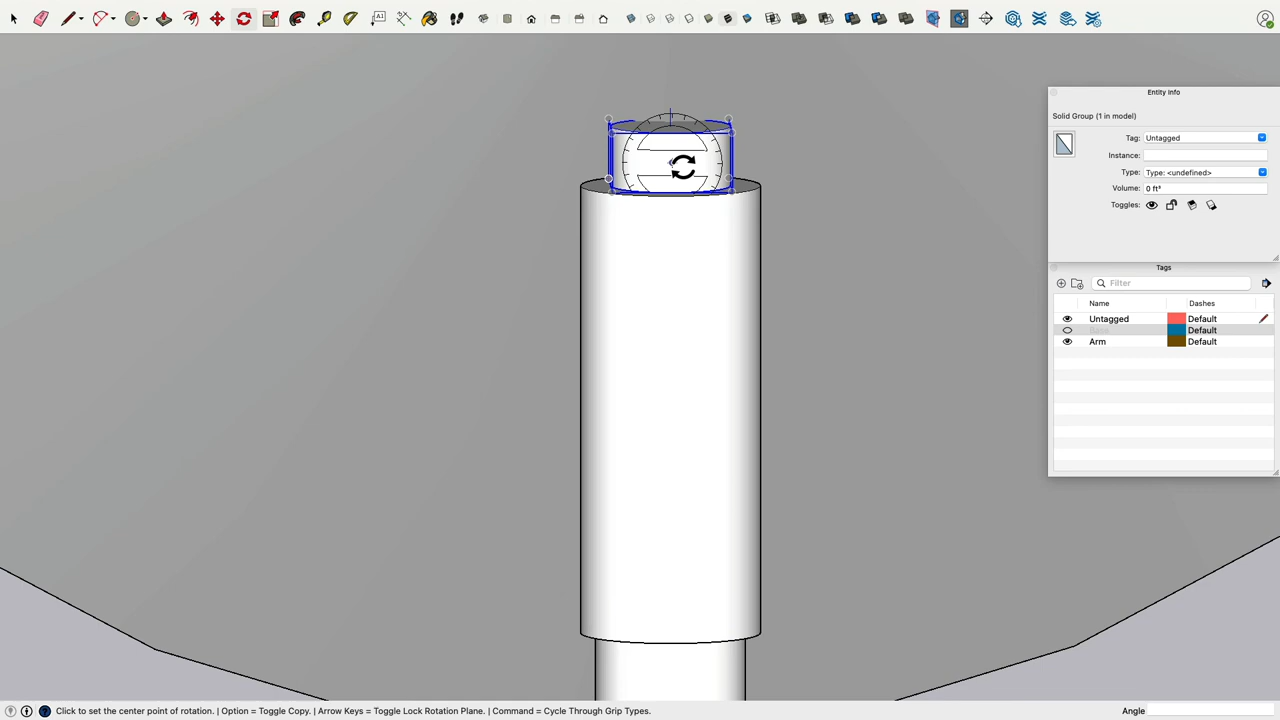 A1
Entity Info
Solid Group (1 in model)
Tag: Untagged
Instance:
Type: Type: <undefined>
Volume: 0 ft³
Toggles:
Tags
Filter
Name Dashes
Untagged Default
Base Default
Arm Default
Click to set the center point of rotation. | Option = Toggle Copy. | Arrow Keys = Toggle Lock Rotation Plane. | Command = Cycle Through Grip Types.
Angle